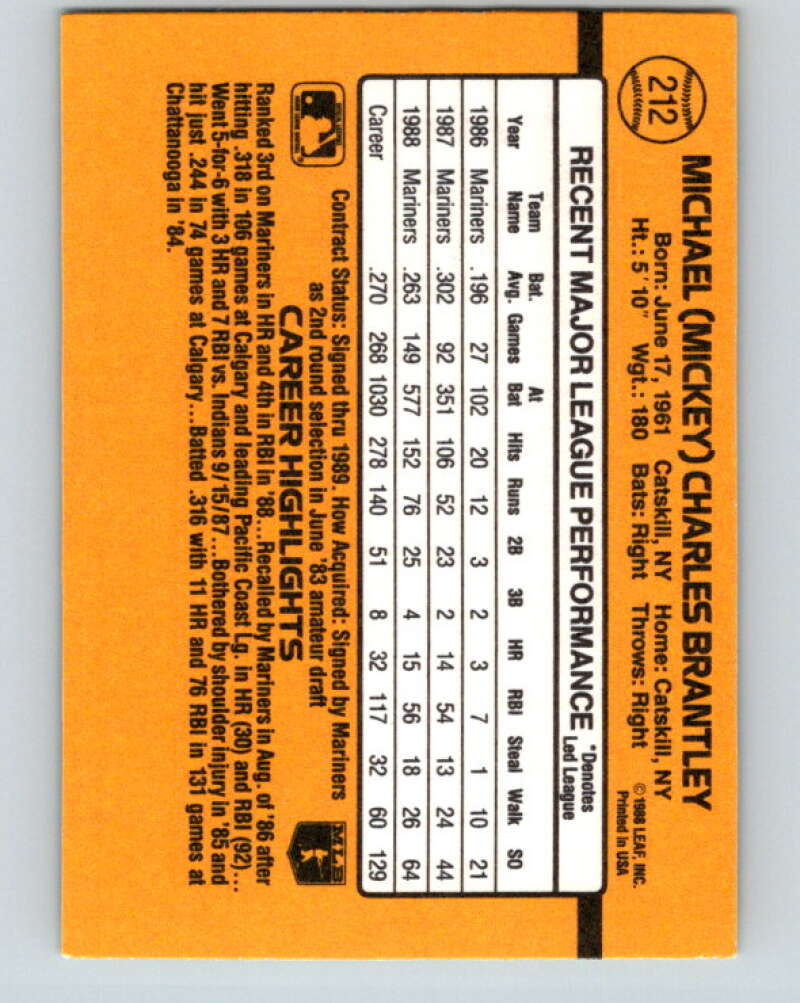 212
MICHAEL (MICKEY) CHARLES BRANTLEY
Born: June 17, 1961 Catskill, NY Home: Catskill, NY
Ht.: 5'10" Wgt.: 180 Bats: Right Throws: Right
© 1988 LEAF, INC.
Printed in USA
RECENT MAJOR LEAGUE PERFORMANCE *Denotes Led League
Year Team Name Bat. Avg. Games At Bat Hits Runs 2B 3B HR RBI Steal Walk SO
1986 Mariners .196 27 102 20 12 3 2 3 7 1 10 21
1987 Mariners .302 92 351 106 52 23 2 14 54 13 24 44
1988 Mariners .263 149 577 152 76 25 4 15 56 18 26 64
Career .270 268 1030 278 140 51 8 32 117 32 60 129
Contract Status: Signed thru 1989. How Acquired: Signed by Mariners
as 2nd round selection in June '83 amateur draft
MLB
CAREER HIGHLIGHTS
Ranked 3rd on Mariners in HR and 4th in RBI in '88...Recalled by Mariners in Aug. of '86 after
hitting .318 in 106 games at Calgary and leading Pacific Coast Lg. in HR (30) and RBI (92)...
Went 5-for-6 with 3 HR and 7 RBI vs. Indians 9/15/87...Bothered by shoulder injury in '85 and
hit just .244 in 74 games at Calgary...Batted .316 with 11 HR and 76 RBI in 131 games at
Chattanooga in '84.